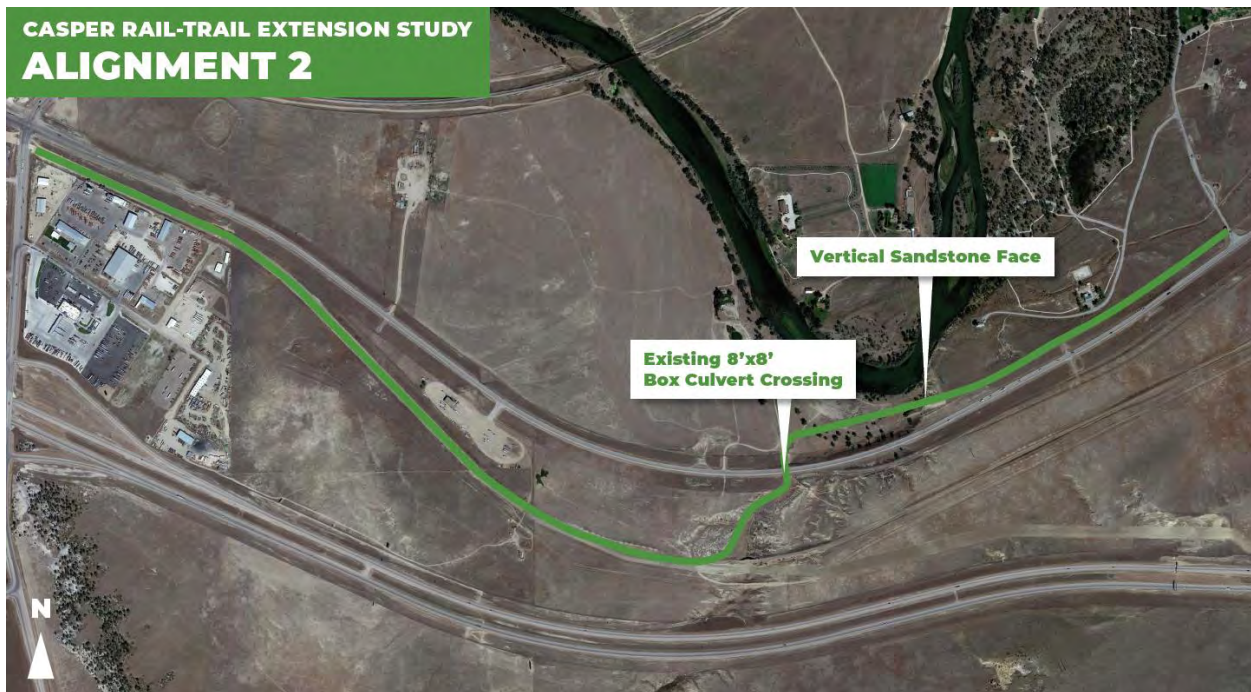 CASPER RAIL-TRAIL EXTENSION STUDY
ALIGNMENT 2
Vertical Sandstone Face
Existing 8’x8’
Box Culvert Crossing
N